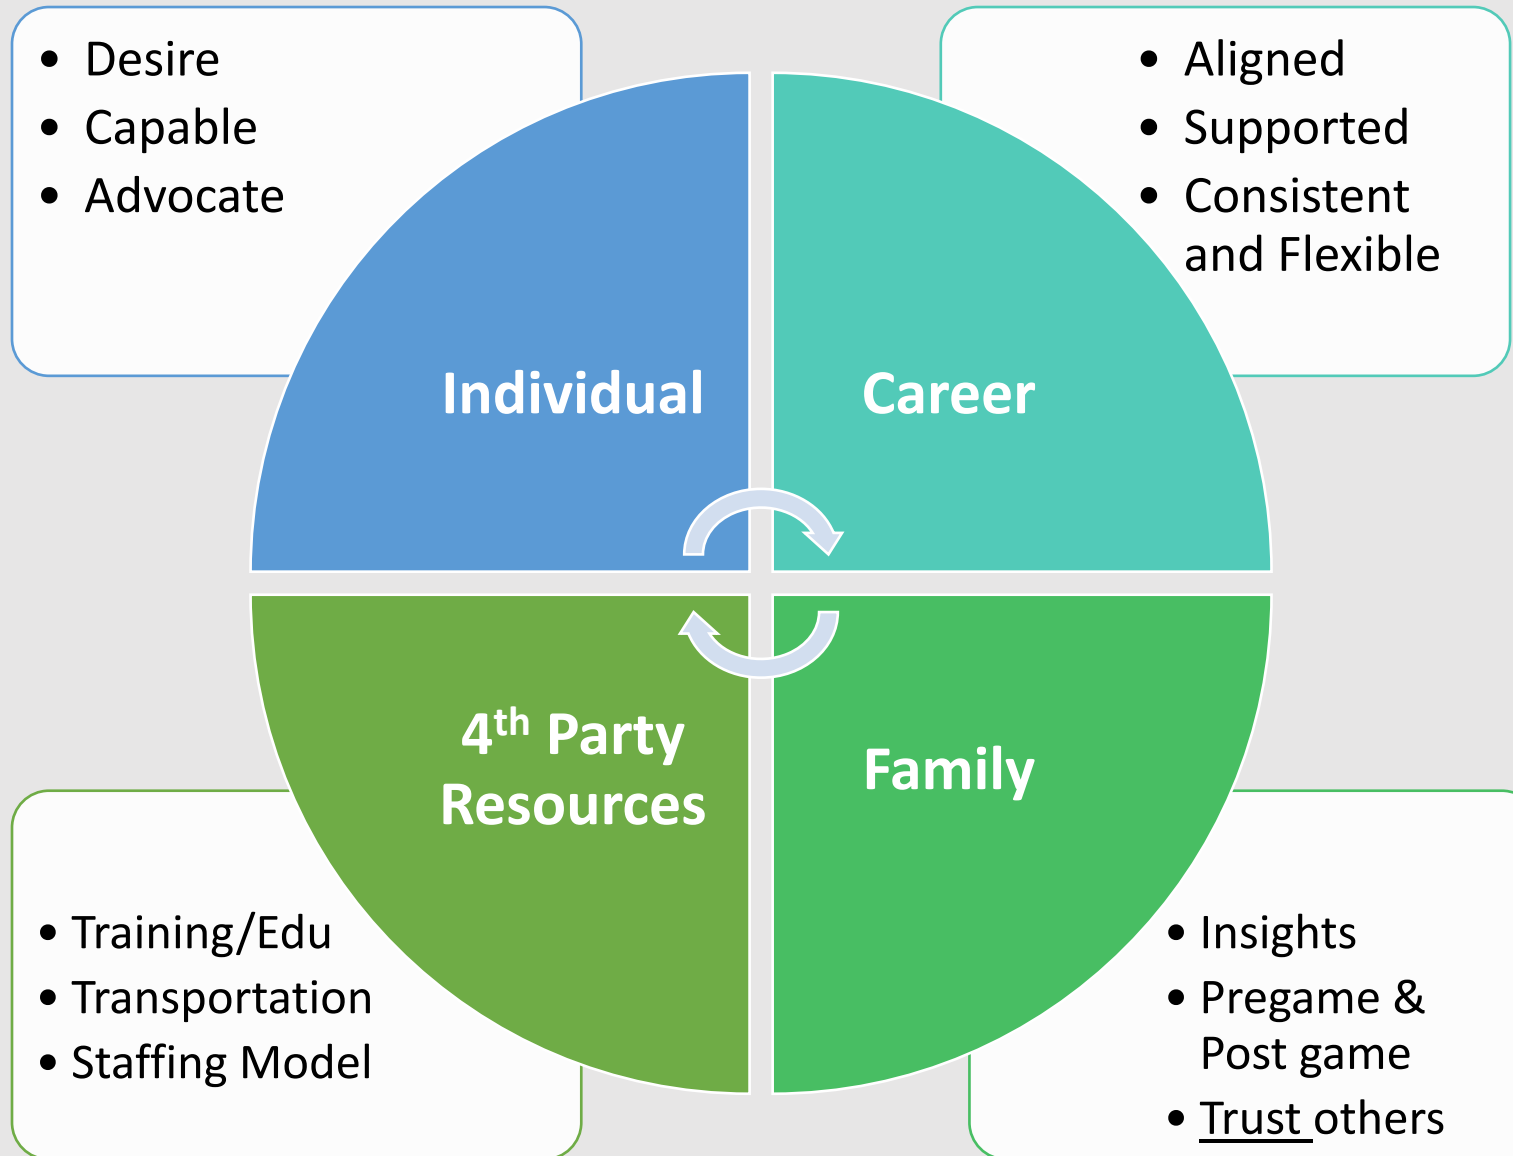 • Desire
• Capable
• Advocate
• Aligned
• Supported
• Consistent
and Flexible
Individual
Career
4th Party
Resources
Family
• Training/Edu
• Transportation
• Staffing Model
• Insights
• Pregame &
Post game
• Trust others